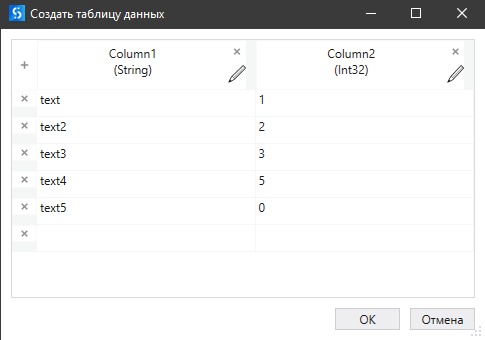 Создать таблицу данных
Column1 Column2
(String) (Int32)
text 1
text2 2
text3 3
text4 5
text5 0
OK Отмена